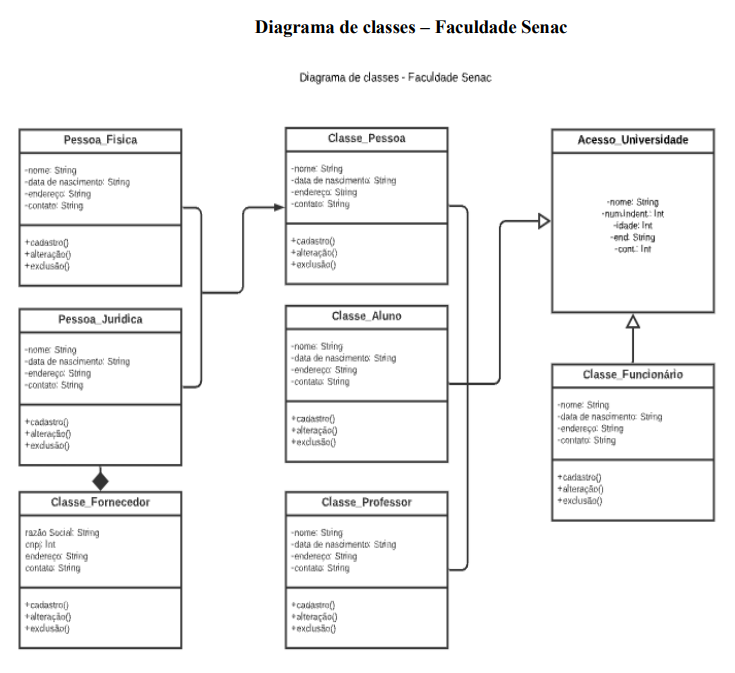 Diagrama de classes – Faculdade Senac
Diagrama de classes - Faculdade Senac
Pessoa_Fisica
-nome: String
-data de nascimento: String
-endereço: String
-contato: String
+cadastro()
+alteração()
+exclusão()
Pessoa_Juridica
-nome: String
-data de nascimento: String
-endereço: String
-contato: String
+cadastro()
+alteração()
+exclusão()
Classe_Fornecedor
razão Social: String
cnpj: Int
endereço: String
contato: String
+cadastro()
+alteração()
+exclusão()
Classe_Pessoa
-nome: String
-data de nascimento: String
-endereço: String
-contato: String
+cadastro()
+alteração()
+exclusão()
Classe_Aluno
-nome: String
-data de nascimento: String
-endereço: String
-contato: String
+cadastro()
+alteração()
+exclusão()
Classe_Professor
-nome: String
-data de nascimento: String
-endereço: String
-contato: String
+cadastro()
+alteração()
+exclusão()
Acesso_Universidade
-nome: String
-num.indent.: Int
-idade: Int
-end: String
-cont.: Int
Classe_Funcionário
-nome: String
-data de nascimento: String
-endereço: String
-contato: String
+cadastro()
+alteração()
+exclusão()